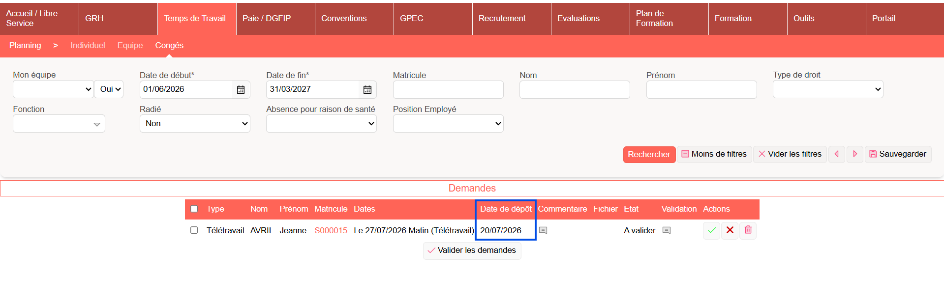 Accueil / Libre Service GRH Temps de Travail Paie / DGFIP Conventions GPEC Recrutement Evaluations Plan de Formation Formation Outils Portail
Planning > Individuel Equipe Congés
Mon équipe Date de début* Date de fin* Matricule Nom Prénom Type de droit
Oui 01/06/2026 31/03/2027
Fonction Radié Absence pour raison de santé Position Employé
Non
Rechercher Moins de filtres Vider les filtres Sauvegarder
Demandes
Type Nom Prénom Matricule Dates Date de dépôt Commentaire Fichier Etat Validation Actions
Télétravail AVRIL Jeanne S000015 Le 27/07/2026 Matin (Télétravail) 20/07/2026 A valider
Valider les demandes